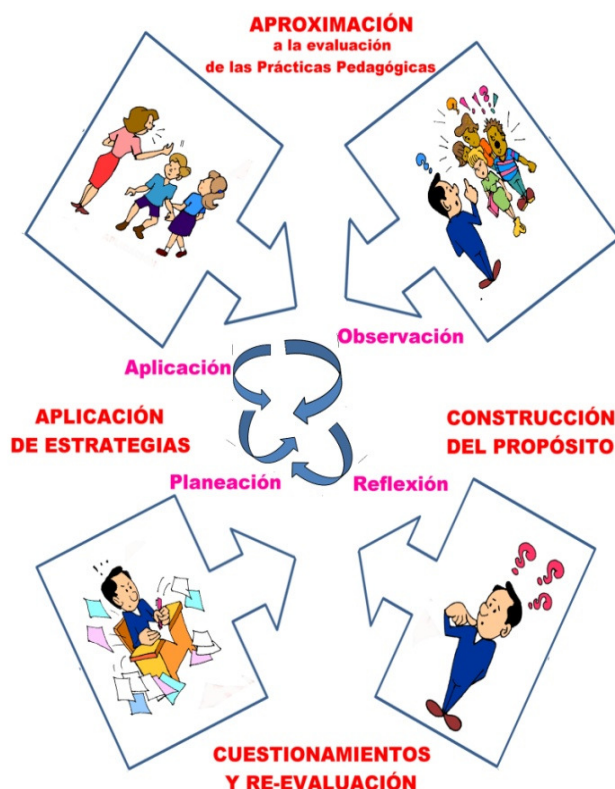 APROXIMACIÓN
a la evaluación
de las Prácticas Pedagógicas
Observación
Aplicación
APLICACIÓN
DE ESTRATEGIAS
CONSTRUCCIÓN
DEL PROPÓSITO
Planeación
Reflexión
CUESTIONAMIENTOS
Y RE-EVALUACIÓN